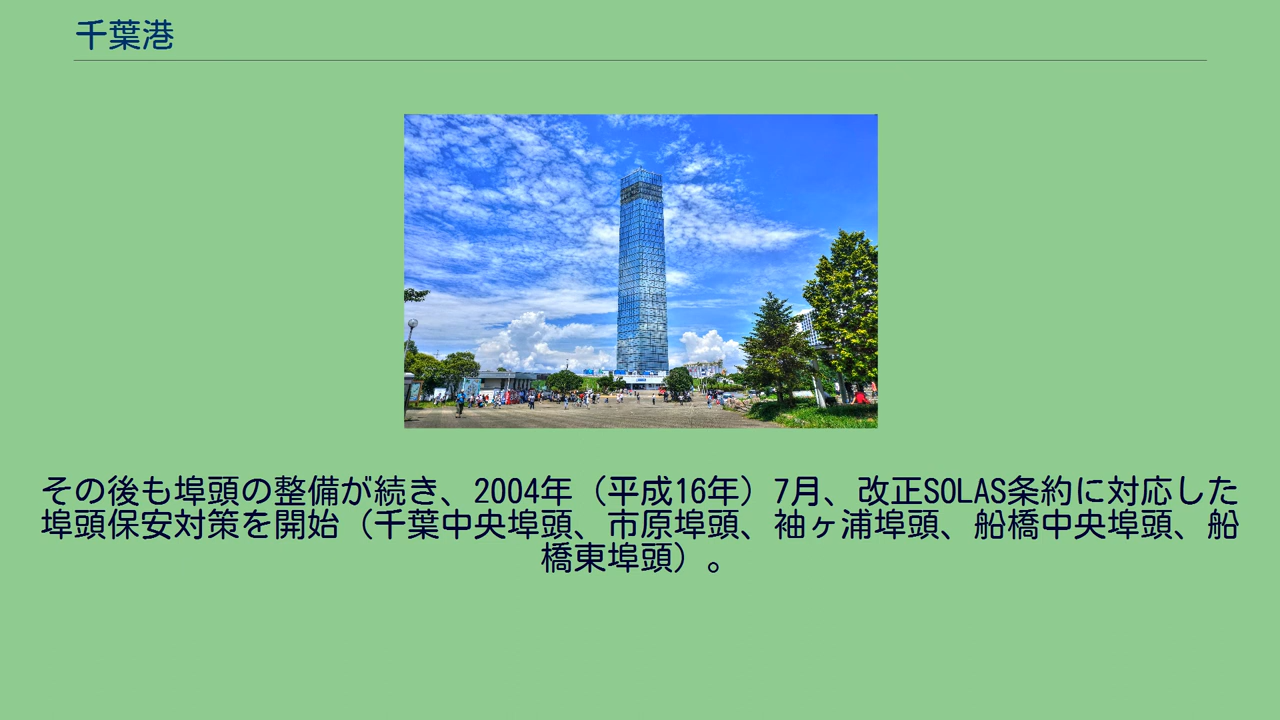 千葉港
その後も埠頭の整備が続き、2004年（平成16年）7月、改正SOLAS条約に対応した
埠頭保安対策を開始（千葉中央埠頭、市原埠頭、袖ヶ浦埠頭、船橋中央埠頭、船
橋東埠頭）。